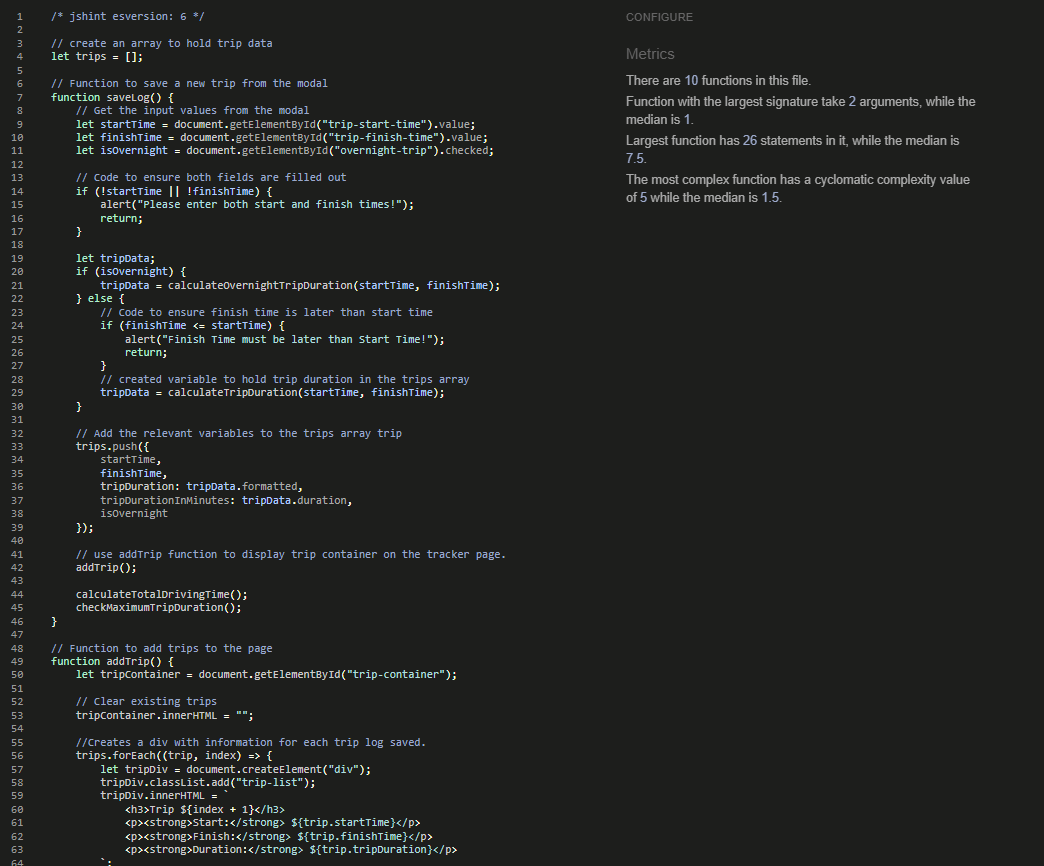 1 /* jshint esversion: 6 */
2
3 // create an array to hold trip data
4 let trips = [];
5
6 // Function to save a new trip from the modal
7 function saveLog() {
8     // Get the input values from the modal
9     let startTime = document.getElementById("trip-start-time").value;
10     let finishTime = document.getElementById("trip-finish-time").value;
11     let isOvernight = document.getElementById("overnight-trip").checked;
12
13     // Code to ensure both fields are filled out
14     if (!startTime || !finishTime) {
15         alert("Please enter both start and finish times!");
16         return;
17     }
18
19     let tripData;
20     if (isOvernight) {
21         tripData = calculateOvernightTripDuration(startTime, finishTime);
22     } else {
23         // Code to ensure finish time is later than start time
24         if (finishTime <= startTime) {
25             alert("Finish Time must be later than Start Time!");
26             return;
27         }
28         // created variable to hold trip duration in the trips array
29         tripData = calculateTripDuration(startTime, finishTime);
30     }
31
32     // Add the relevant variables to the trips array trip
33     trips.push({
34         startTime,
35         finishTime,
36         tripDuration: tripData.formatted,
37         tripDurationInMinutes: tripData.duration,
38         isOvernight
39     });
40
41     // use addTrip function to display trip container on the tracker page.
42     addTrip();
43
44     calculateTotalDrivingTime();
45     checkMaximumTripDuration();
46 }
47
48 // Function to add trips to the page
49 function addTrip() {
50     let tripContainer = document.getElementById("trip-container");
51
52     // Clear existing trips
53     tripContainer.innerHTML = "";
54
55     //Creates a div with information for each trip log saved.
56     trips.forEach((trip, index) => {
57         let tripDiv = document.createElement("div");
58         tripDiv.classList.add("trip-list");
59         tripDiv.innerHTML = `
60             <h3>Trip ${index + 1}</h3>
61             <p><strong>Start:</strong> ${trip.startTime}</p>
62             <p><strong>Finish:</strong> ${trip.finishTime}</p>
63             <p><strong>Duration:</strong> ${trip.tripDuration}</p>
64         `;
CONFIGURE
Metrics
There are 10 functions in this file.
Function with the largest signature take 2 arguments, while the
median is 1.
Largest function has 26 statements in it, while the median is
7.5.
The most complex function has a cyclomatic complexity value
of 5 while the median is 1.5.